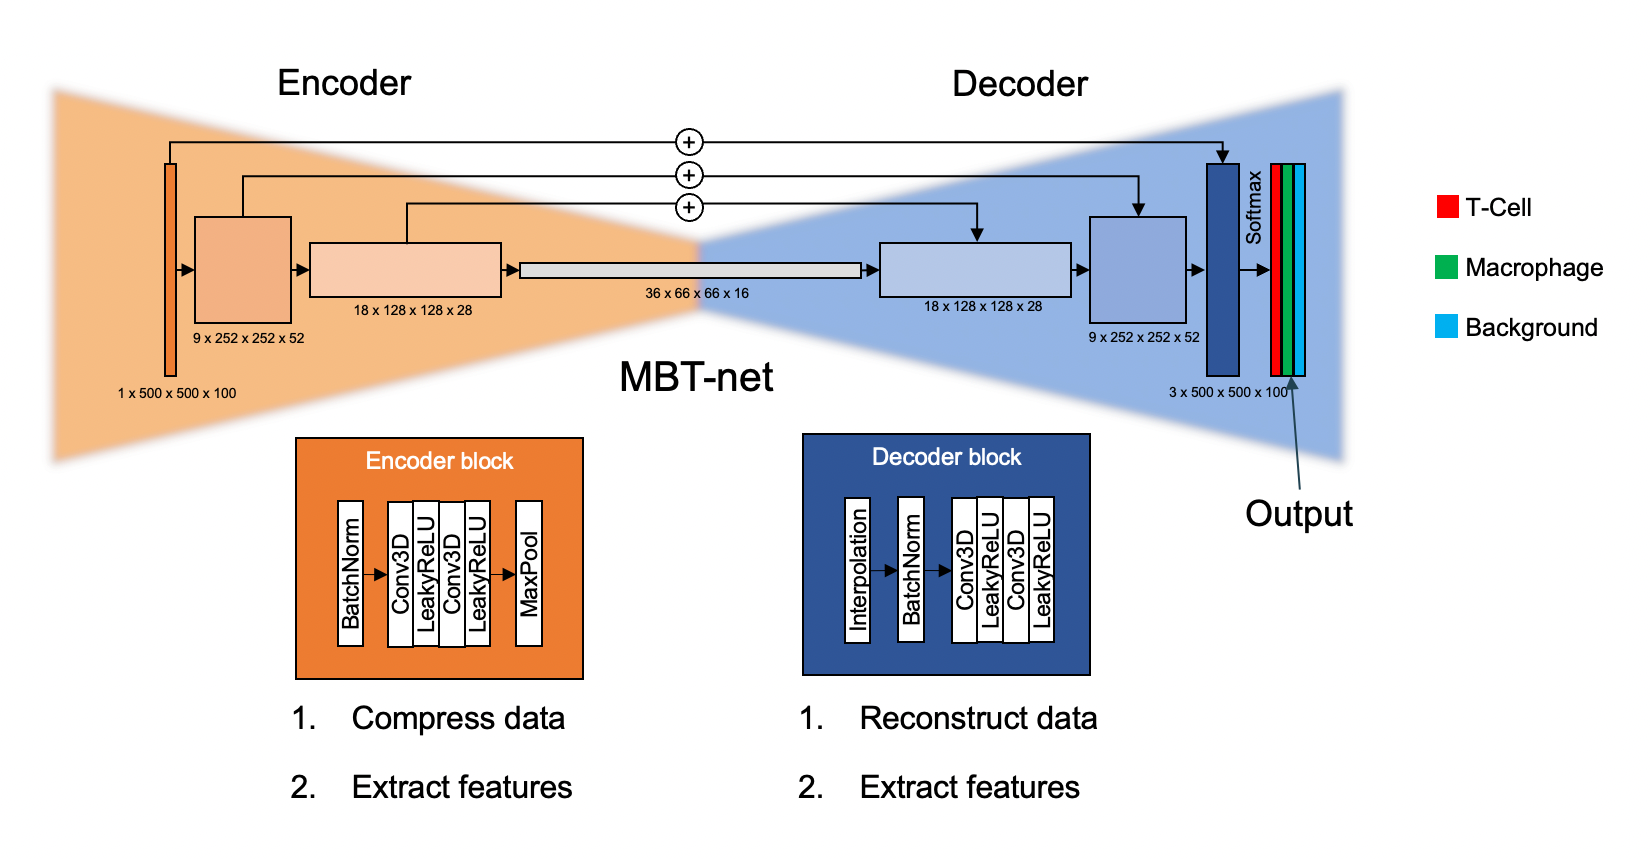 Encoder
Decoder
+
+
+
Softmax
T-Cell
Macrophage
Background
36 x 66 x 66 x 16
18 x 128 x 128 x 28
18 x 128 x 128 x 28
9 x 252 x 252 x 52
9 x 252 x 252 x 52
1 x 500 x 500 x 100
3 x 500 x 500 x 100
MBT-net
Output
Encoder block
BatchNorm
Conv3D
LeakyReLU
Conv3D
LeakyReLU
MaxPool
1. Compress data
2. Extract features
Decoder block
Interpolation
BatchNorm
Conv3D
LeakyReLU
Conv3D
LeakyReLU
1. Reconstruct data
2. Extract features